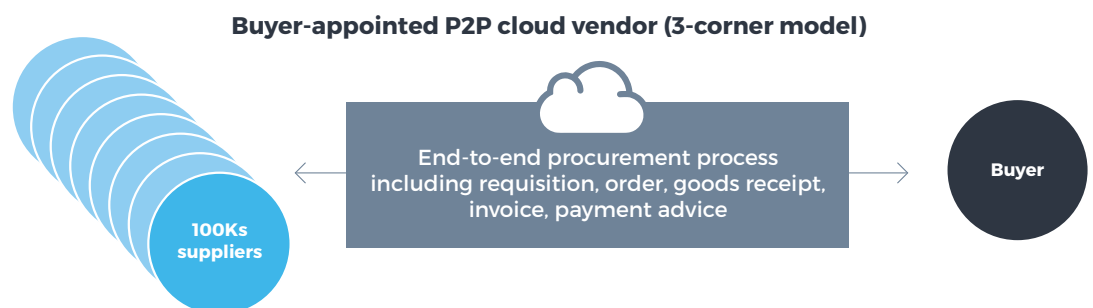 Buyer-appointed P2P cloud vendor (3-corner model)
End-to-end procurement process
including requisition, order, goods receipt,
invoice, payment advice
Buyer
100Ks
suppliers